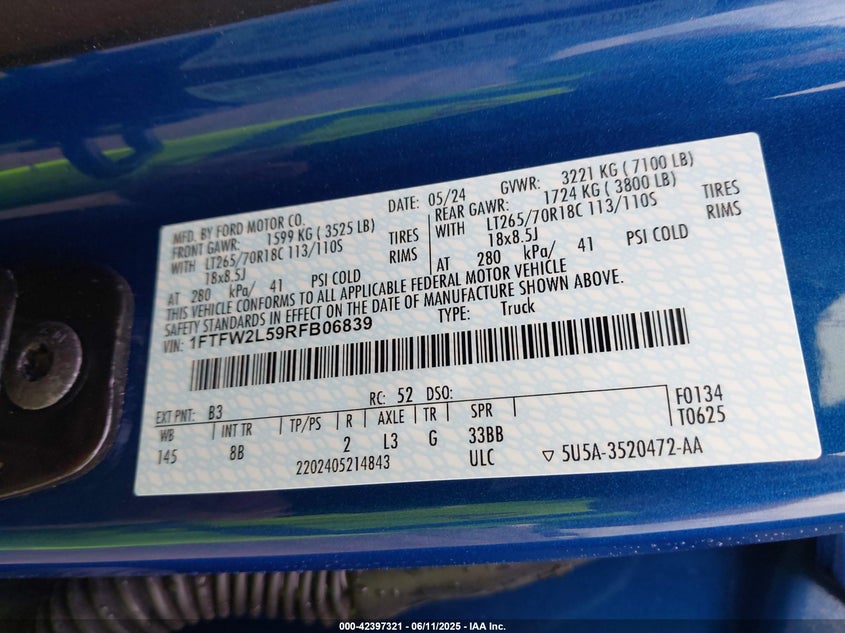 MFD. BY FORD MOTOR CO. DATE: 05/24 GVWR: 3221 KG ( 7100 LB)
FRONT GAWR: 1599 KG ( 3525 LB) REAR GAWR: 1724 KG ( 3800 LB)
WITH LT265/70R18C 113/110S TIRES WITH LT265/70R18C 113/110S TIRES
18x8.5J RIMS 18x8.5J RIMS
AT 280 kPa/ 41 PSI COLD AT 280 kPa/ 41 PSI COLD
THIS VEHICLE CONFORMS TO ALL APPLICABLE FEDERAL MOTOR VEHICLE
SAFETY STANDARDS IN EFFECT ON THE DATE OF MANUFACTURE SHOWN ABOVE.
VIN: 1FTFW2L59RFB06839 TYPE: Truck
EXT PNT: B3 RC: 52 DSO: F0134
WB INT TR TP/PS R AXLE TR SPR T0625
145 8B 2 L3 G 33BB
2202405214843 ULC ▽ 5U5A-3520472-AA
000-42397321 - 06/11/2025 - IAA Inc.